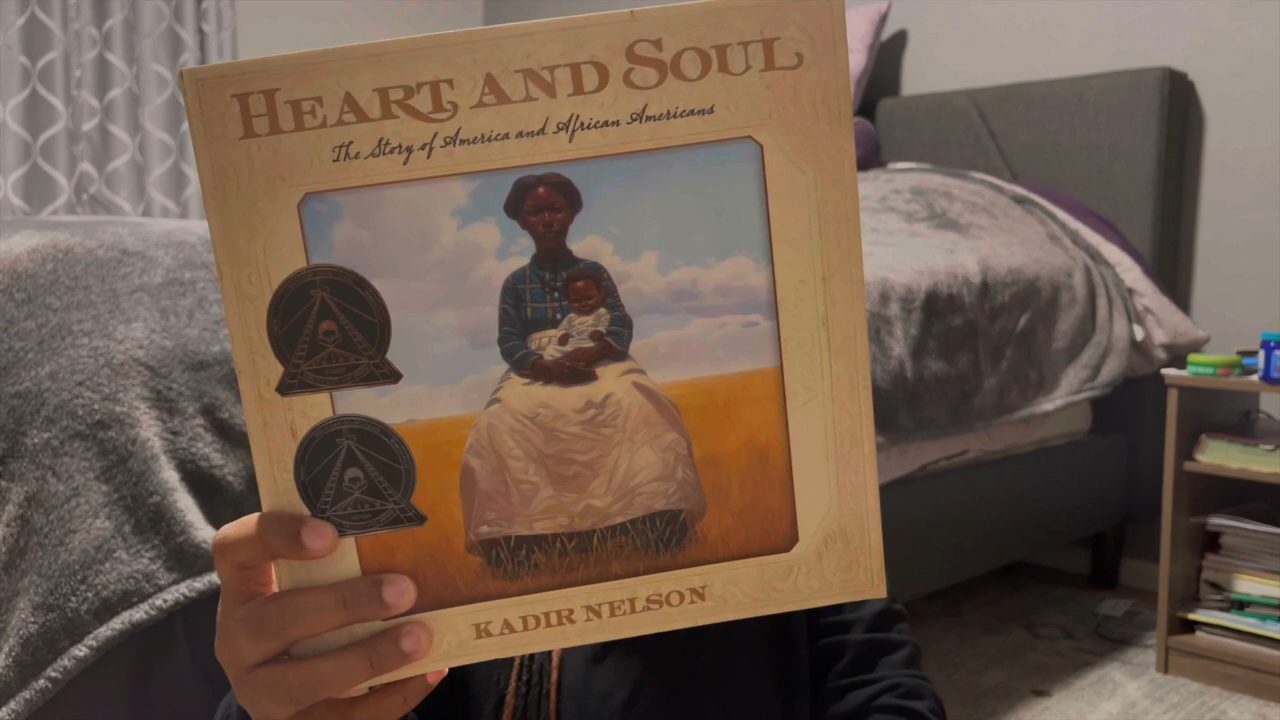 HEART AND SOUL
The Story of America and African Americans
KADIR NELSON